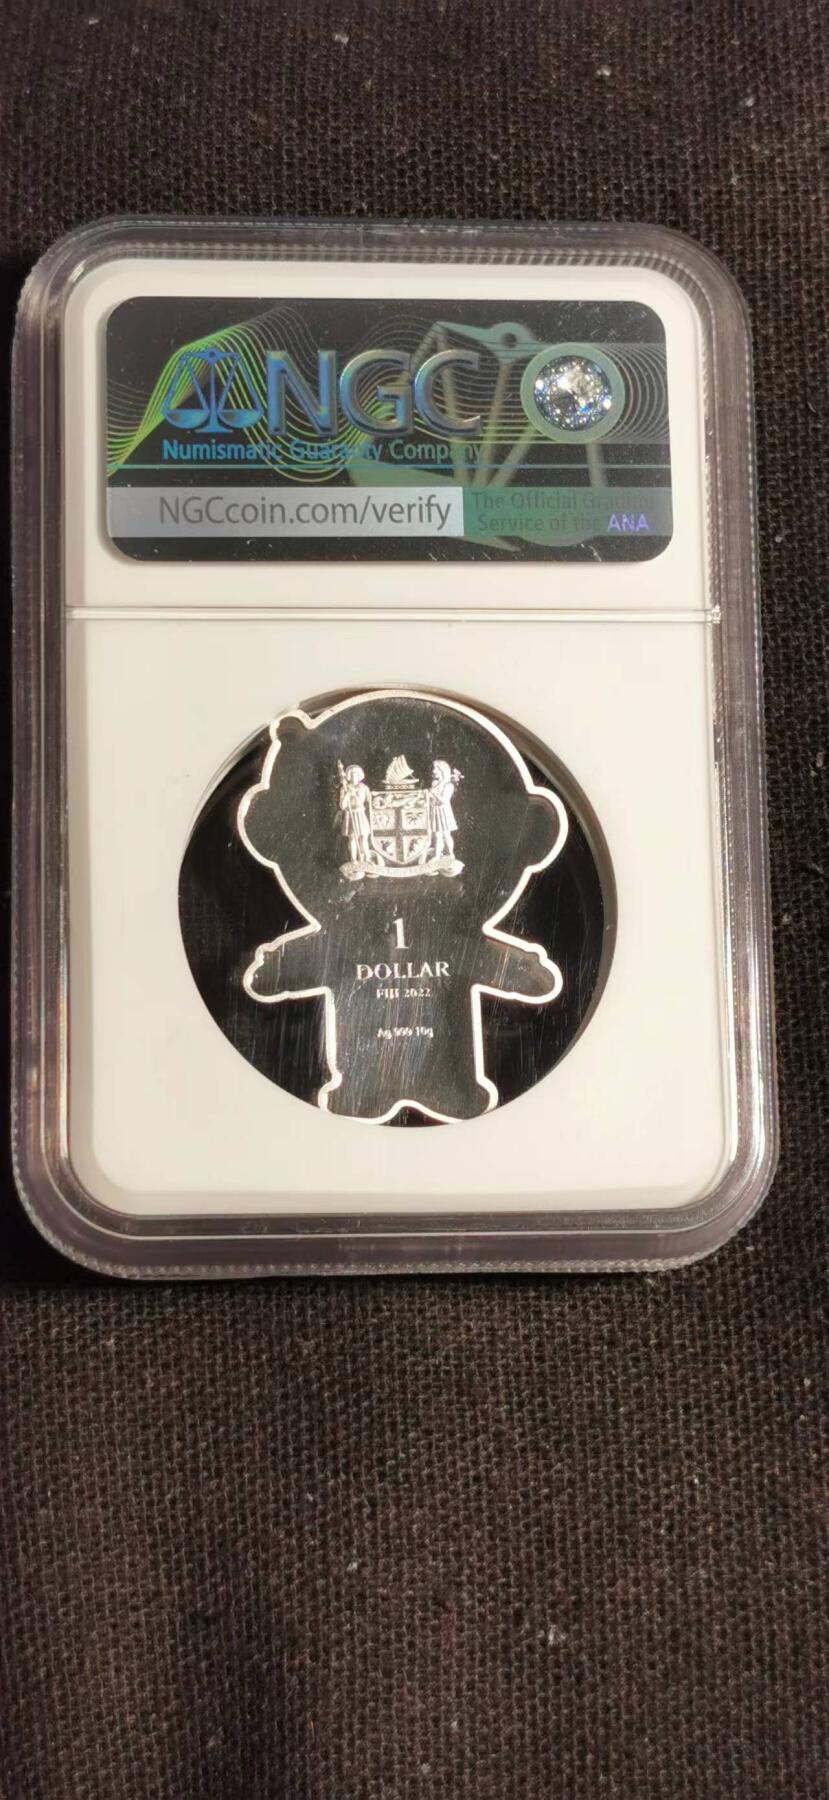 NGC
Numismatic Guaranty Company
NGCcoin.com/verify
The Official Grading
Service of the ANA
1
DOLLAR
FIJI 2022
Ag 999 10g